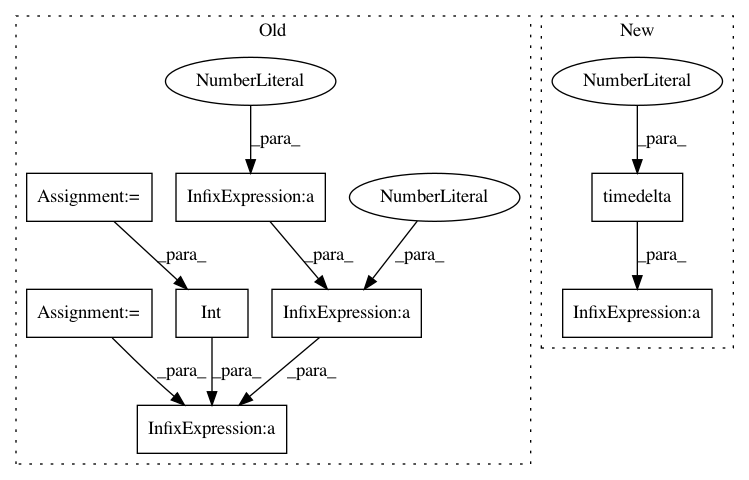 Old
New
NumberLiteral
NumberLiteral
_para_
_para_
Assignment:=
InfixExpression:a
NumberLiteral
timedelta
_para_
_para_
_para_
_para_
Assignment:=
Int
InfixExpression:a
InfixExpression:a
_para_
_para_
_para_
InfixExpression:a